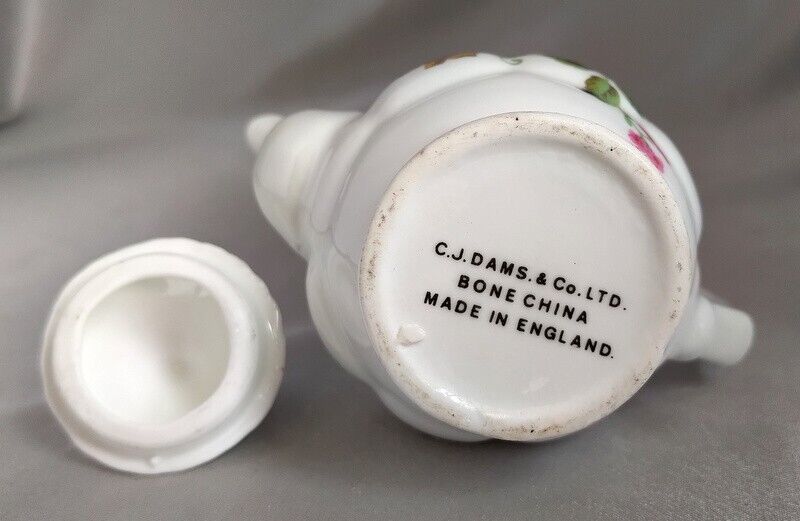 C.J.DAMS.& Co.LTD.
BONE CHINA
MADE IN ENGLAND.